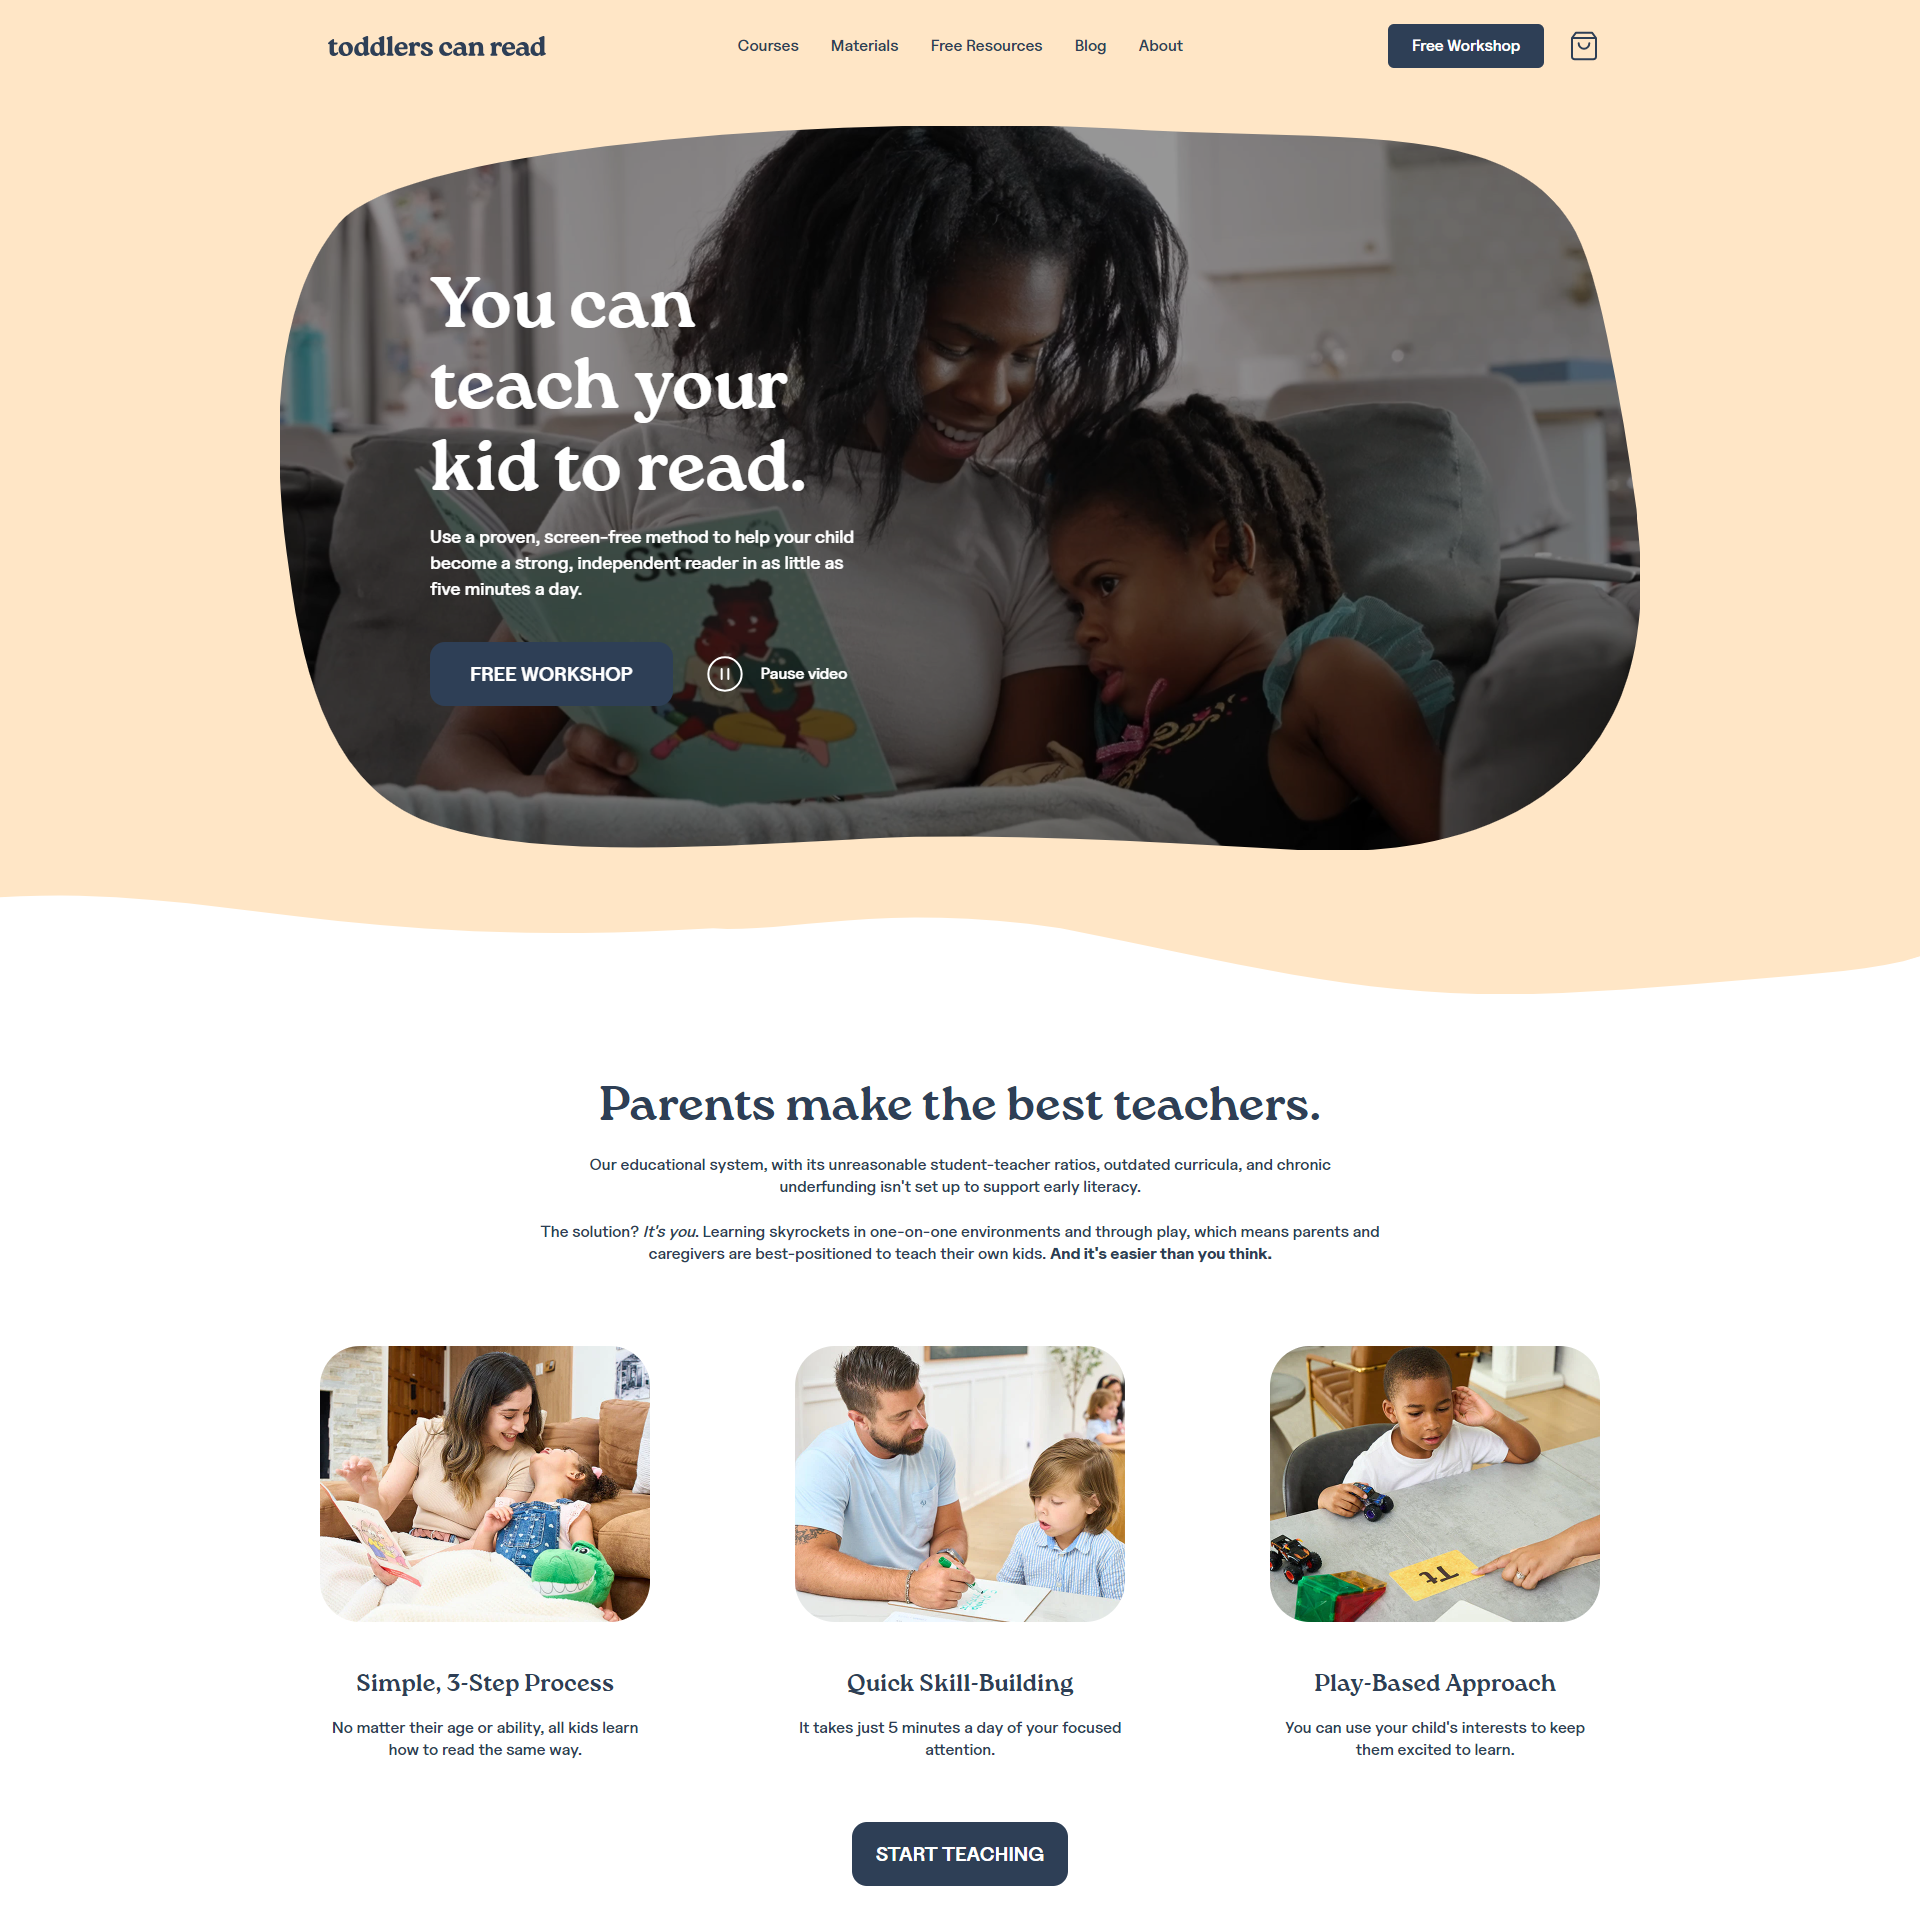 toddlers can read
Courses
Materials
Free Resources
Blog
About
Free Workshop
You can
teach your
kid to read.
Use a proven, screen-free method to help your child
become a strong, independent reader in as little as
five minutes a day.
Sis
FREE WORKSHOP
Pause video
Parents make the best teachers.
Our educational system, with its unreasonable student-teacher ratios, outdated curricula, and chronic
underfunding isn't set up to support early literacy.
The solution? It's you. Learning skyrockets in one-on-one environments and through play, which means parents and
caregivers are best-positioned to teach their own kids. And it's easier than you think.
Tt
Simple, 3-Step Process
No matter their age or ability, all kids learn
how to read the same way.
Quick Skill-Building
It takes just 5 minutes a day of your focused
attention.
Play-Based Approach
You can use your child's interests to keep
them excited to learn.
START TEACHING